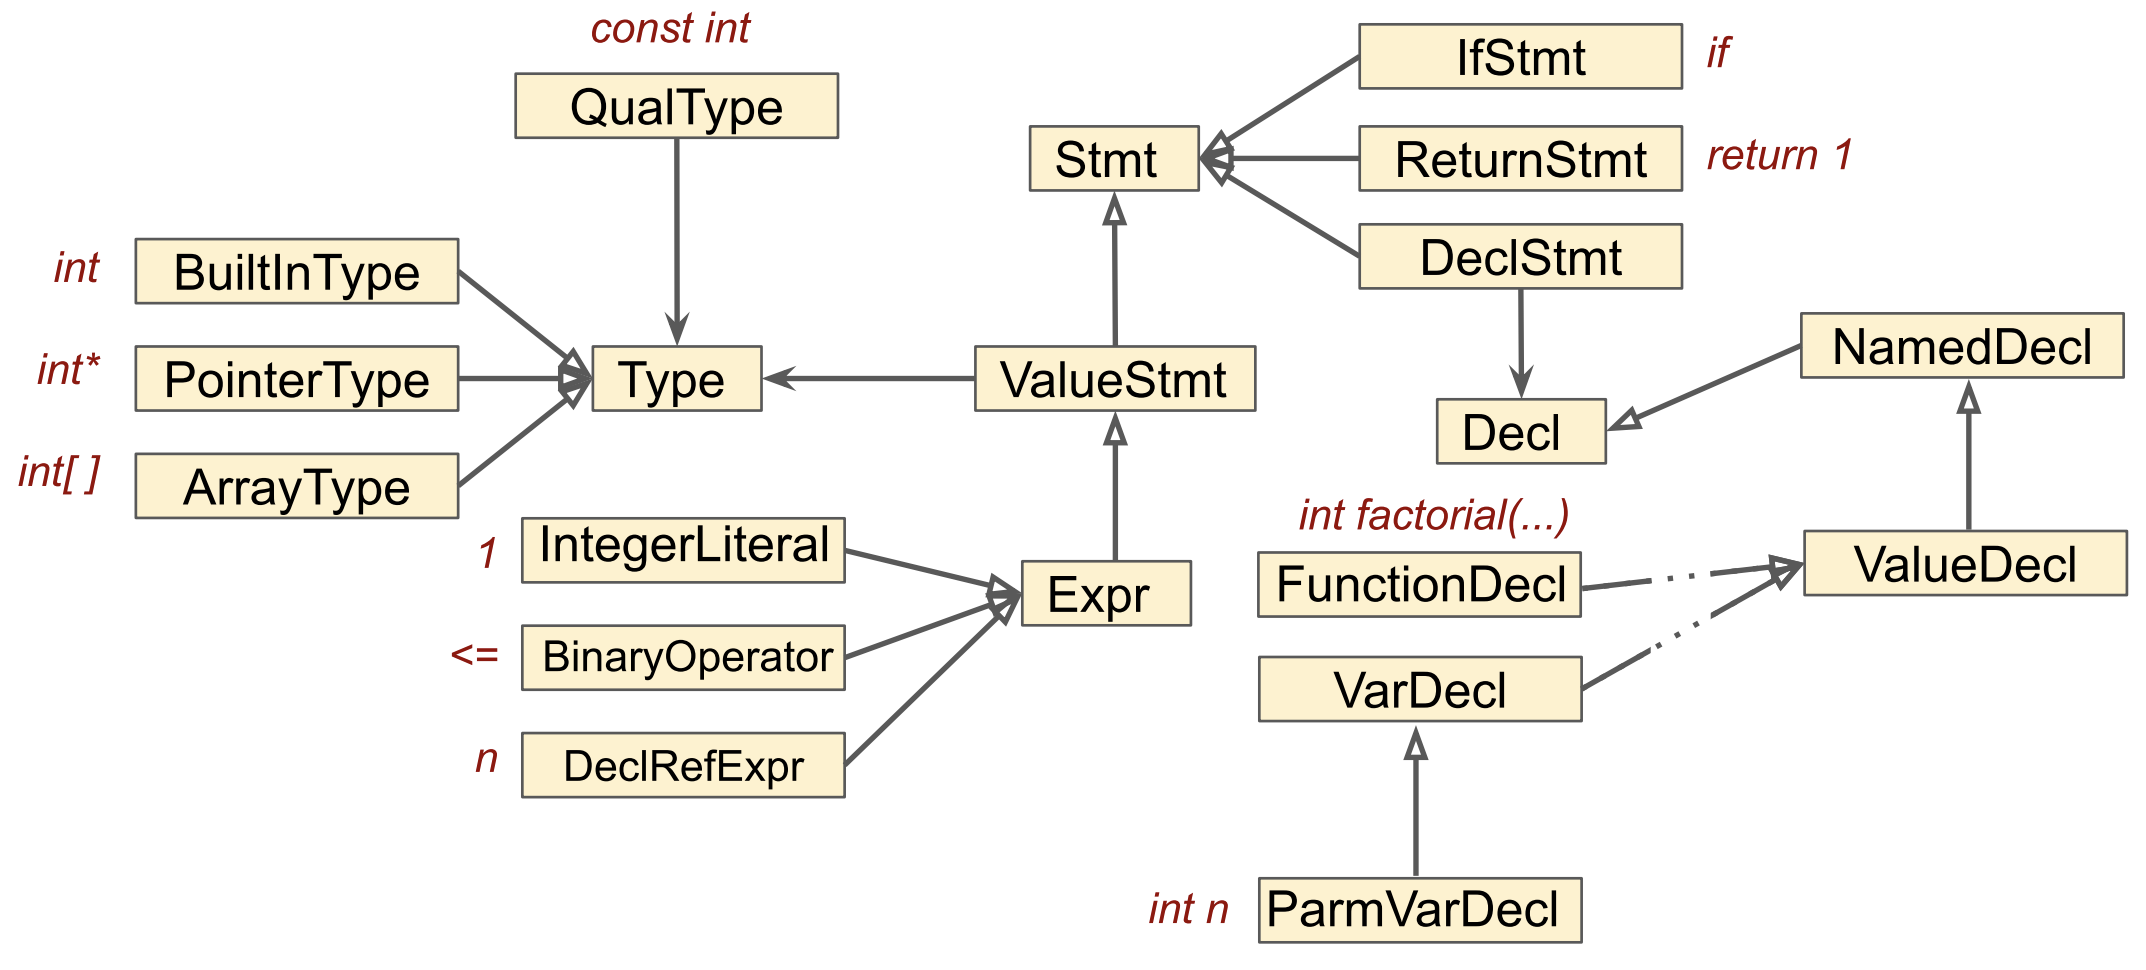 const int
QualType
IfStmt
if
Stmt
ReturnStmt
return 1
DeclStmt
int
BuiltInType
NamedDecl
int*
PointerType
Type
ValueStmt
Decl
int[ ]
ArrayType
int factorial(...)
1
IntegerLiteral
Expr
FunctionDecl
ValueDecl
<=
BinaryOperator
VarDecl
n
DeclRefExpr
int n
ParmVarDecl